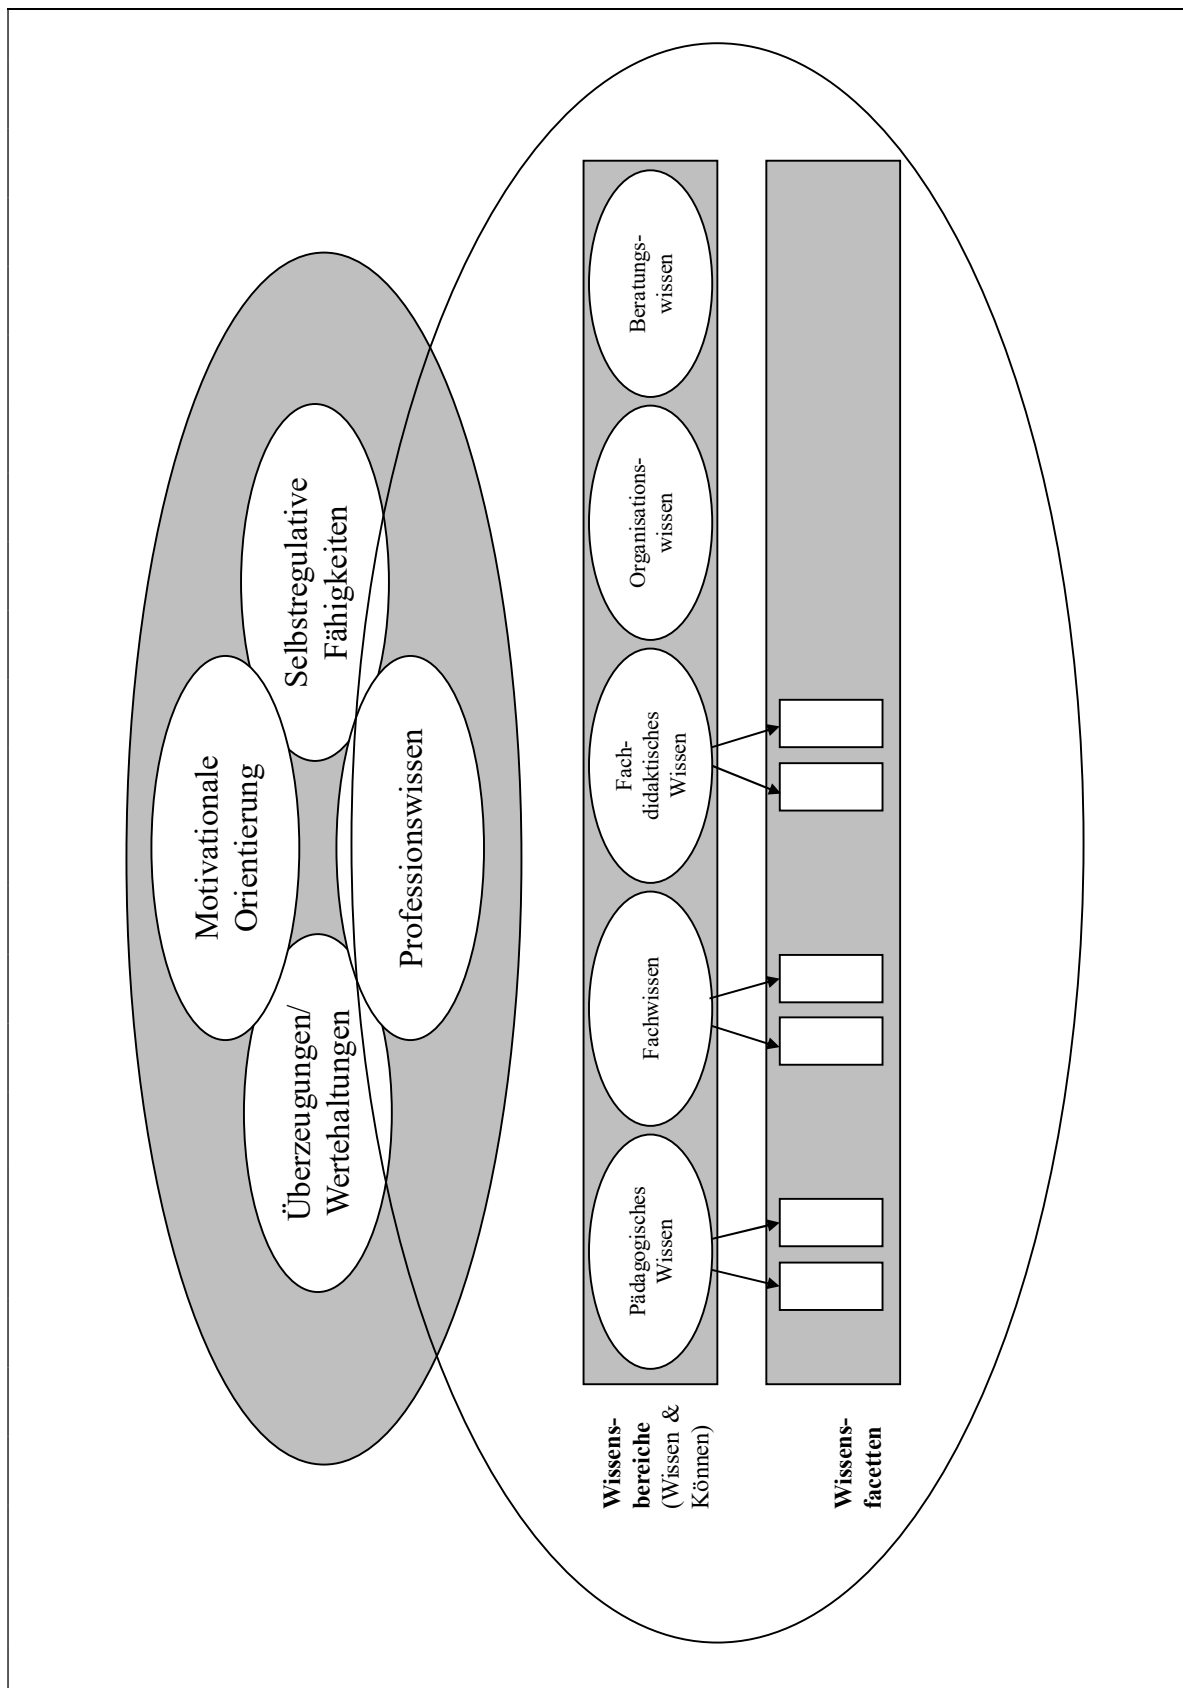 Motivationale
Orientierung
Überzeugungen/
Wertehaltungen
Selbstregulative
Fähigkeiten
Professionswissen
Wissens-
bereiche
(Wissen &
Können)
Pädagogisches
Wissen
Fachwissen
Fach-
didaktisches
Wissen
Organisations-
wissen
Beratungs-
wissen
Wissens-
facetten